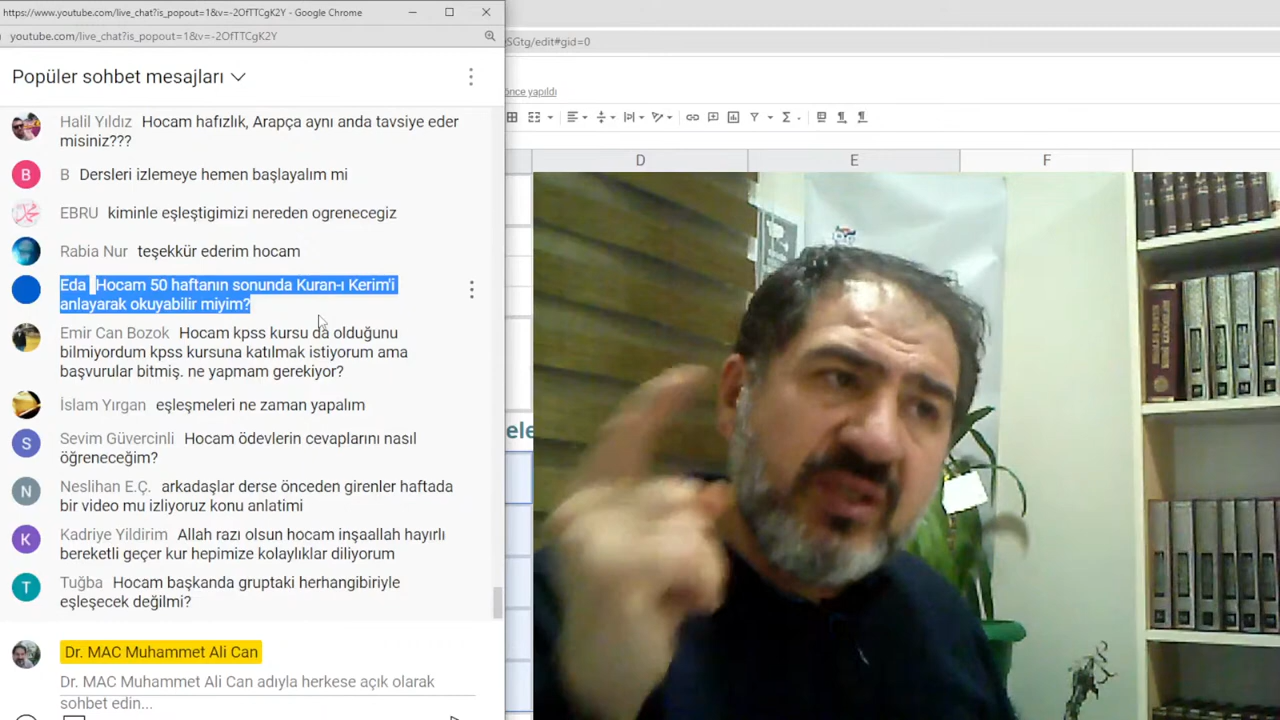 https://www.youtube.com/live_chat?is_popout=1&v=-2OfTTCgK2Y - Google Chrome
youtube.com/live_chat?is_popout=1&v=-2OfTTCgK2Y
SGtg/edit#gid=0
Popüler sohbet mesajları
önce yapıldı
D E F
Halil Yıldız Hocam hafızlık, Arapça aynı anda tavsiye eder
misiniz???
B B Dersleri izlemeye hemen başlayalım mi
EBRU kiminle eşleştigimizi nereden ogrenecegiz
Rabia Nur teşekkür ederim hocam
Eda Hocam 50 haftanın sonunda Kuran-ı Kerim'i
anlayarak okuyabilir miyim?
Emir Can Bozok Hocam kpss kursu da olduğunu
bilmiyordum kpss kursuna katılmak istiyorum ama
başvurular bitmiş. ne yapmam gerekiyor?
İslam Yırgan eşleşmeleri ne zaman yapalım
ele
S Sevim Güvercinli Hocam ödevlerin cevaplarını nasıl
öğreneceğim?
N Neslihan E.Ç. arkadaşlar derse önceden girenler haftada
bir video mu izliyoruz konu anlatimi
K Kadriye Yildirim Allah razı olsun hocam inşaallah hayırlı
bereketli geçer kur hepimize kolaylıklar diliyorum
T Tuğba Hocam başkanda gruptaki herhangibiriyle
eşleşecek değilmi?
Dr. MAC Muhammet Ali Can
Dr. MAC Muhammet Ali Can adıyla herkese açık olarak
sohbet edin...